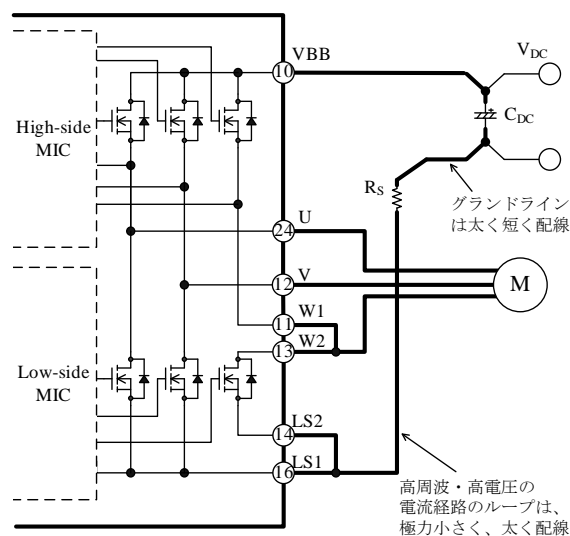 VBB
10
V_DC
High-side
MIC
C_DC
R_S
グランドライン
は太く短く配線
U
24
V
12
M
W1
11
W2
13
Low-side
MIC
LS2
14
LS1
16
高周波・高電圧の
電流経路のループは、
極力小さく、太く配線